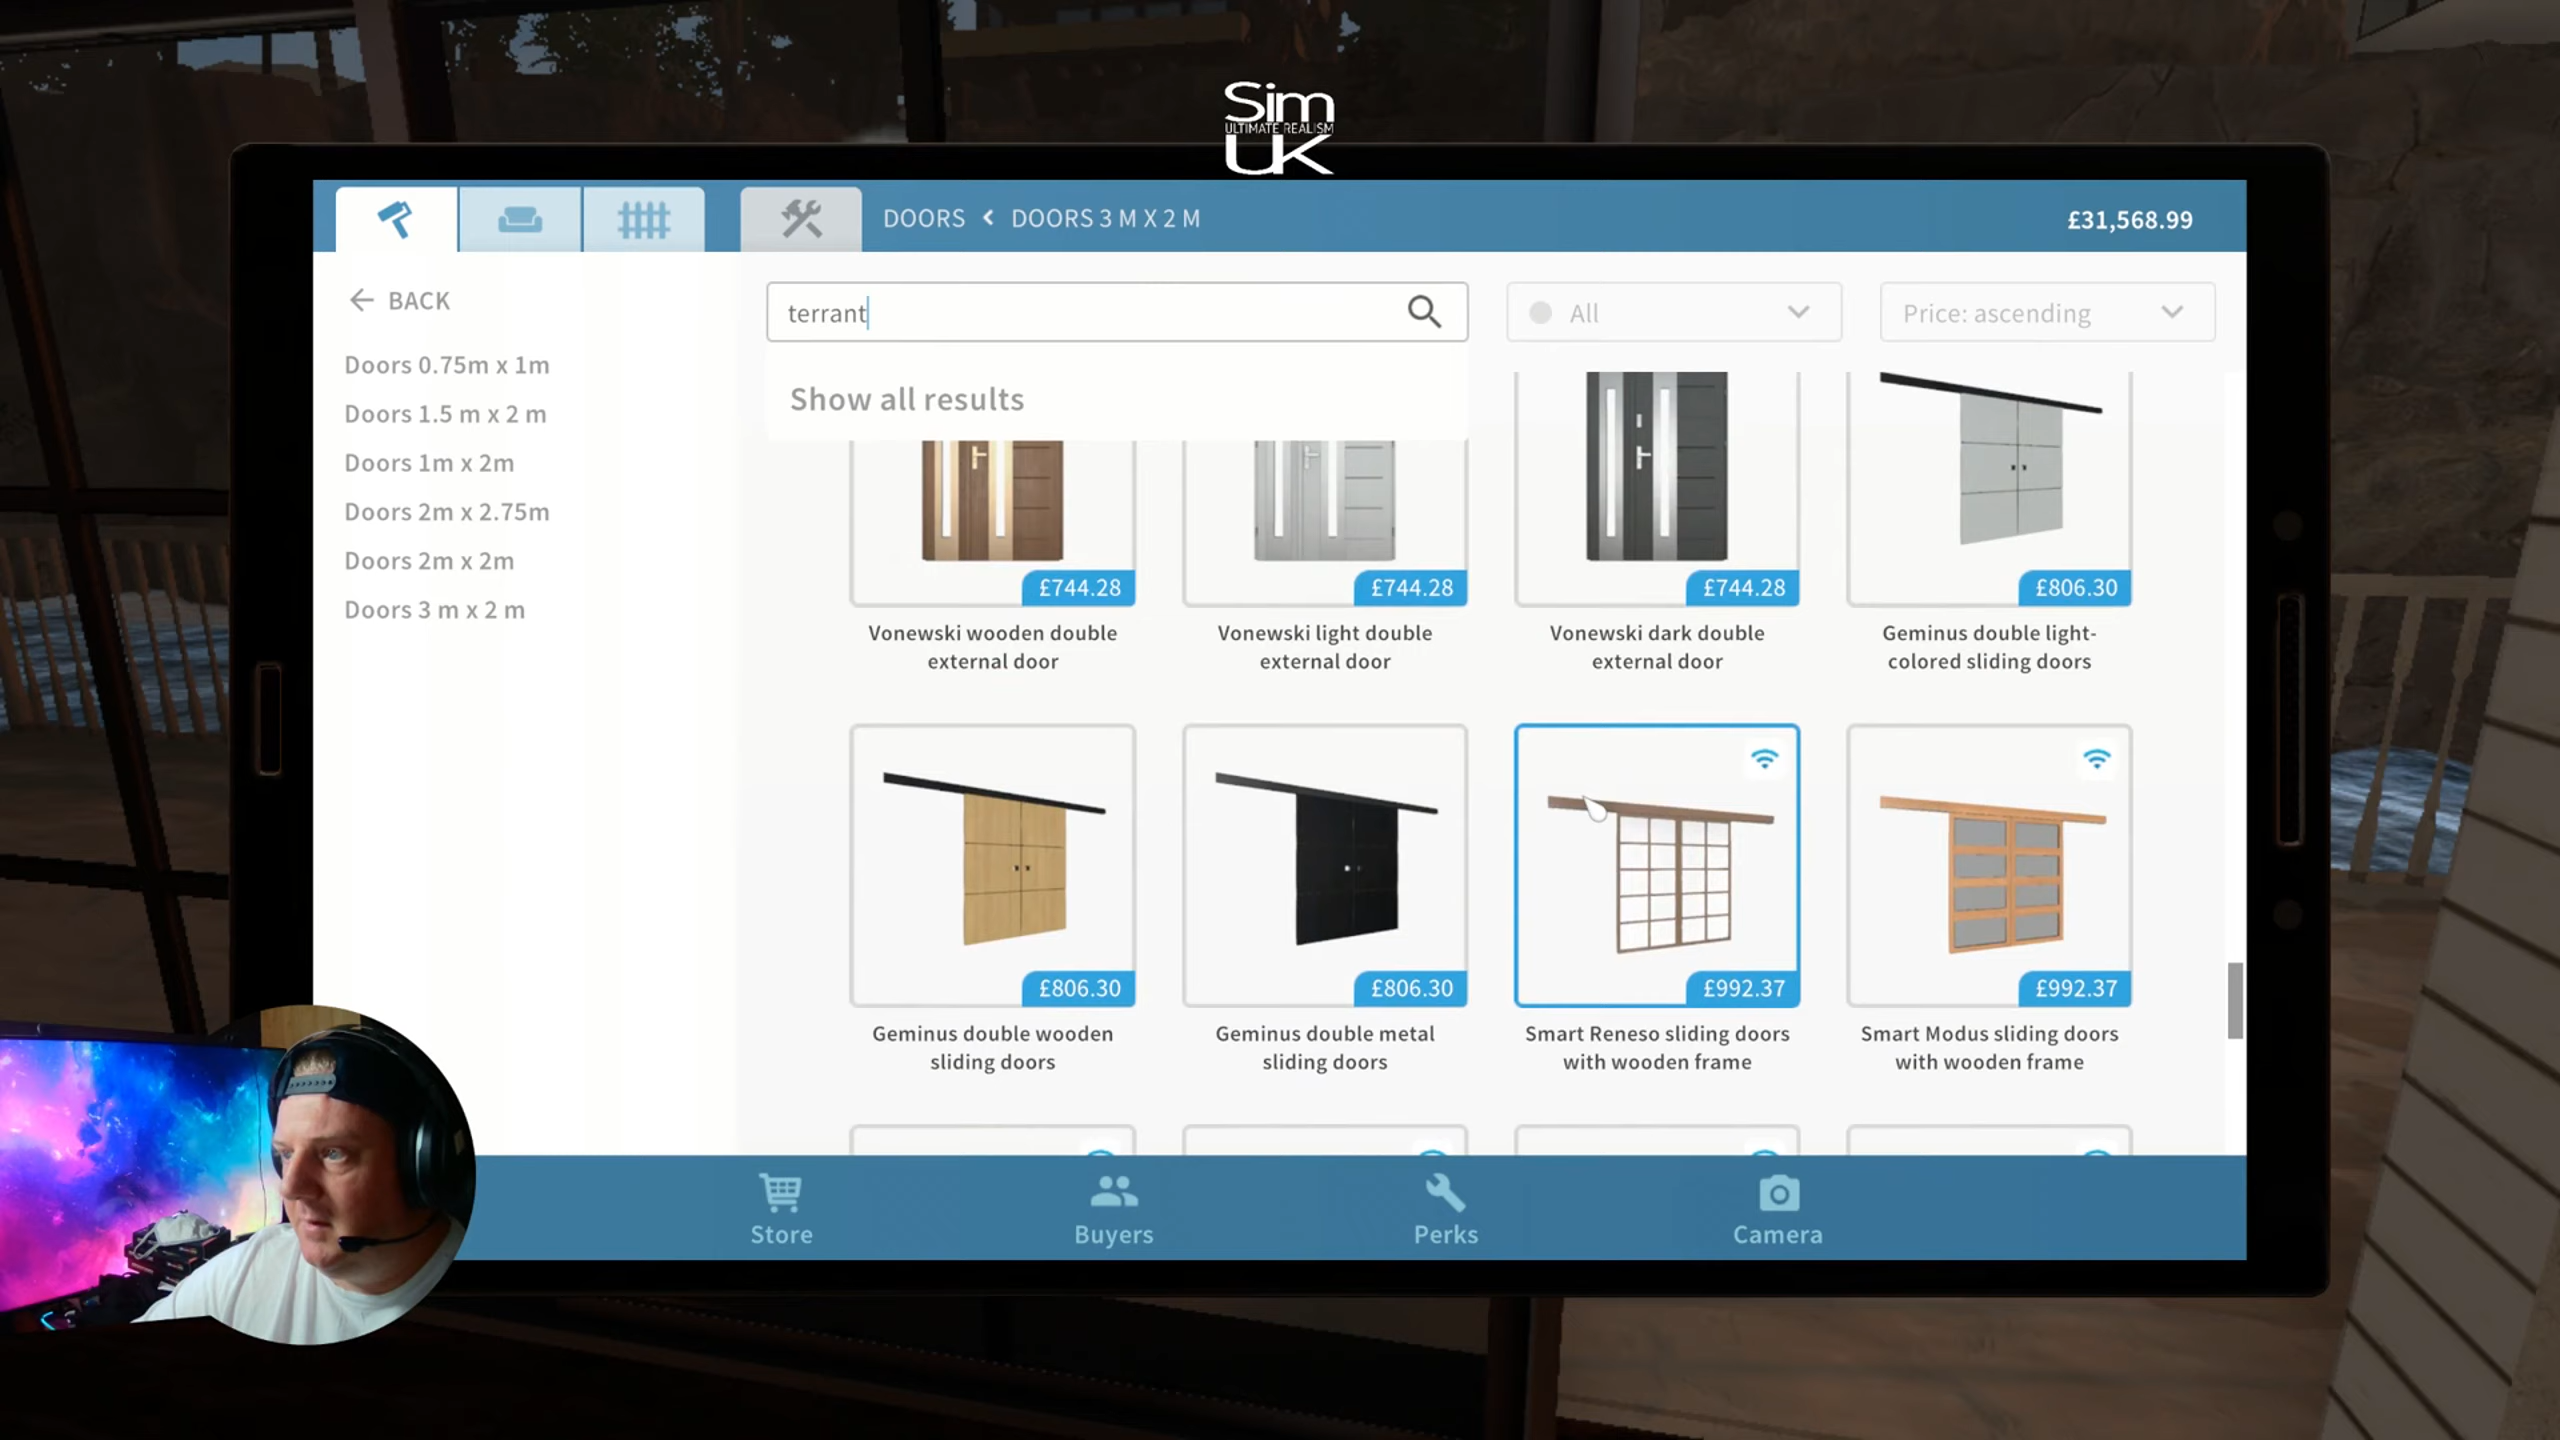 Sim
ULTIMATE REALISM
UK
DOORS < DOORS 3 M X 2 M
£31,568.99
BACK
terrant
All
Price: ascending
Show all results
Doors 0.75m x 1m
Doors 1.5 m x 2 m
Doors 1m x 2m
Doors 2m x 2.75m
Doors 2m x 2m
Doors 3 m x 2 m
£744.28
£744.28
£744.28
£806.30
Vonewski wooden double
external door
Vonewski light double
external door
Vonewski dark double
external door
Geminus double light-
colored sliding doors
£806.30
£806.30
£992.37
£992.37
Geminus double wooden
sliding doors
Geminus double metal
sliding doors
Smart Reneso sliding doors
with wooden frame
Smart Modus sliding doors
with wooden frame
Store
Buyers
Perks
Camera